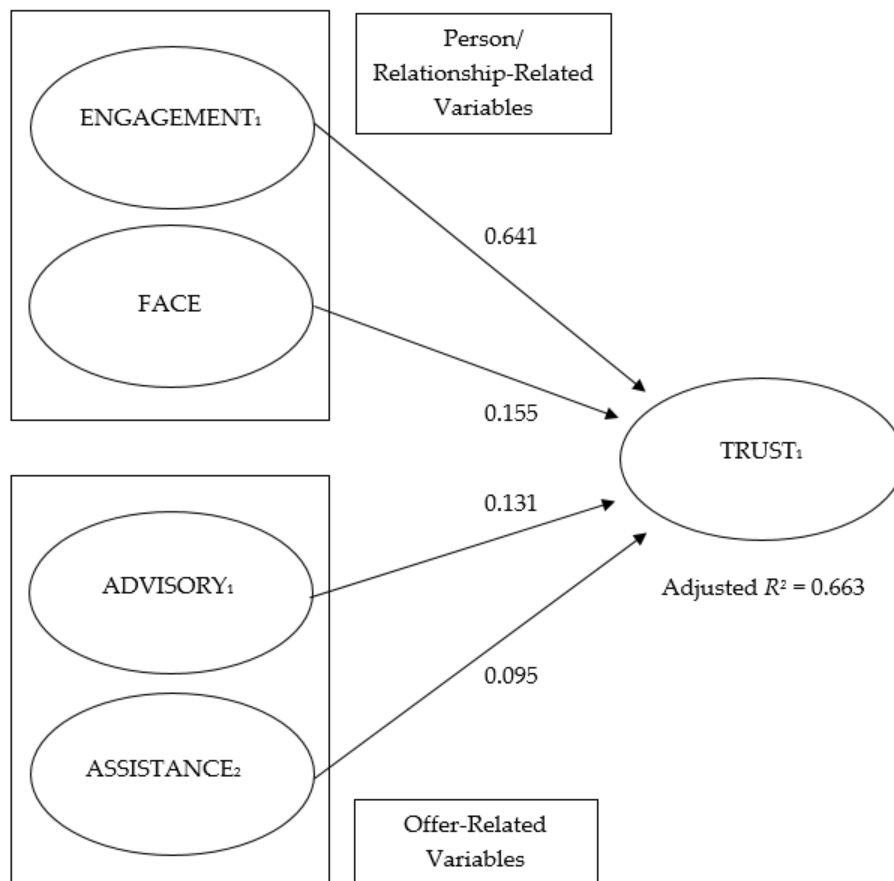 Person/
Relationship-Related
Variables
ENGAGEMENT₁
0.641
FACE
0.155
TRUST₁
Adjusted R² = 0.663
0.131
ADVISORY₁
0.095
ASSISTANCE₂
Offer-Related
Variables